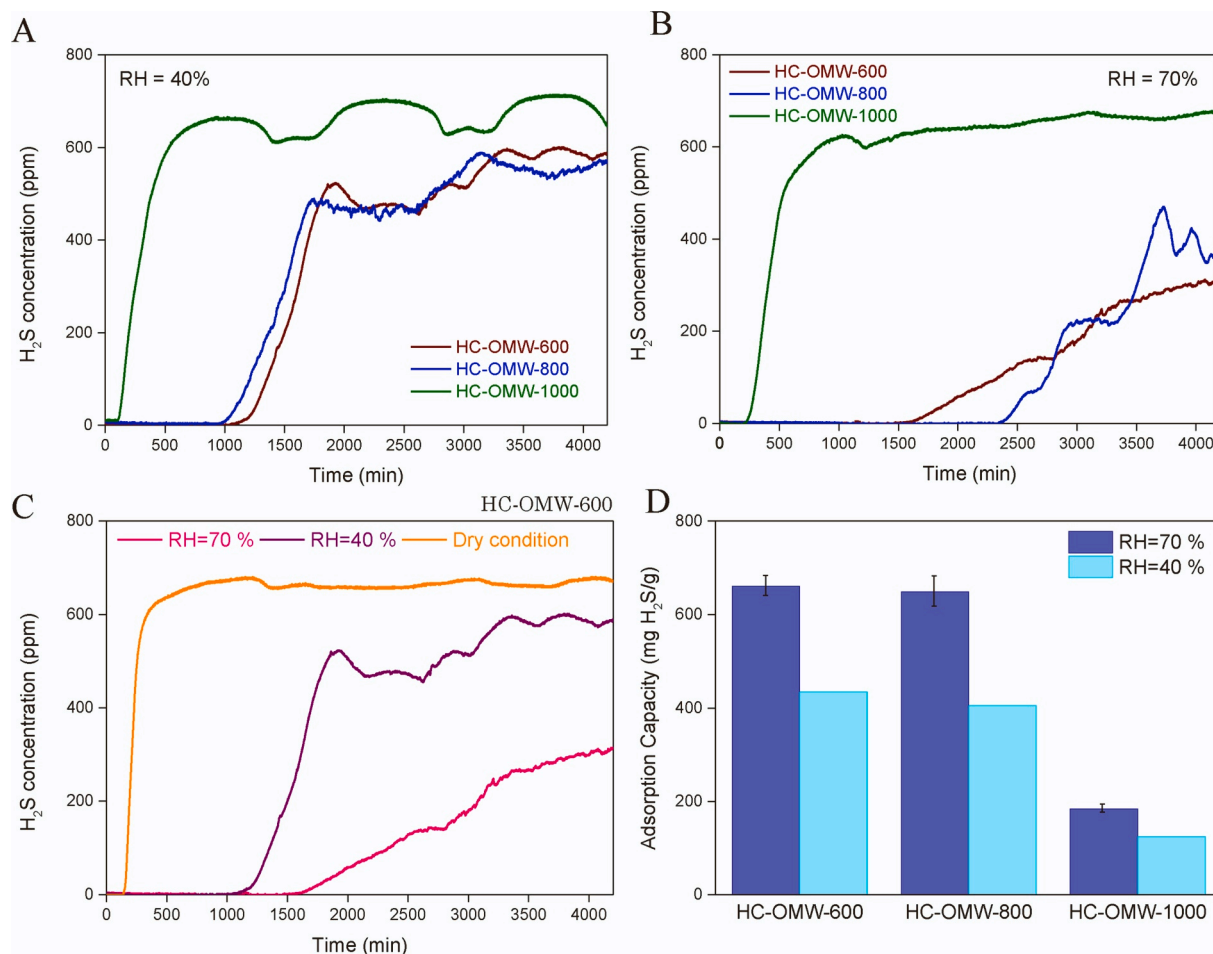 A
H₂S concentration (ppm)
800
600
400
200
0
RH = 40%
HC-OMW-600
HC-OMW-800
HC-OMW-1000
0 500 1000 1500 2000 2500 3000 3500 4000
Time (min)
B
H₂S concentration (ppm)
800
600
400
200
0
HC-OMW-600
HC-OMW-800
HC-OMW-1000
RH = 70%
0 500 1000 1500 2000 2500 3000 3500 4000
Time (min)
C
HC-OMW-600
H₂S concentration (ppm)
800
600
400
200
0
RH=70 % RH=40 % Dry condition
0 500 1000 1500 2000 2500 3000 3500 4000
Time (min)
D
Adsorption Capacity (mg H₂S/g)
800
600
400
200
0
RH=70 %
RH=40 %
HC-OMW-600 HC-OMW-800 HC-OMW-1000